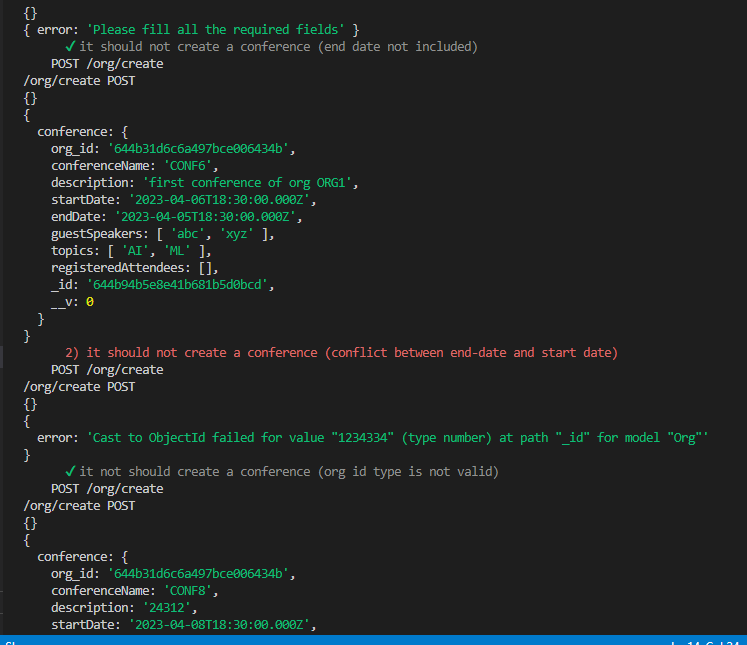 {}
{ error: 'Please fill all the required fields' }
✓ it should not create a conference (end date not included)
POST /org/create
/org/create POST
{}
{
conference: {
org_id: '644b31d6c6a497bce006434b',
conferenceName: 'CONF6',
description: 'first conference of org ORG1',
startDate: '2023-04-06T18:30:00.000Z',
endDate: '2023-04-05T18:30:00.000Z',
guestSpeakers: [ 'abc', 'xyz' ],
topics: [ 'AI', 'ML' ],
registeredAttendees: [],
_id: '644b94b5e8e41b681b5d0bcd',
__v: 0
}
}
2) it should not create a conference (conflict between end-date and start date)
POST /org/create
/org/create POST
{}
{
error: 'Cast to ObjectId failed for value "1234334" (type number) at path "_id" for model "Org"'
}
✓ it not should create a conference (org id type is not valid)
POST /org/create
/org/create POST
{}
{
conference: {
org_id: '644b31d6c6a497bce006434b',
conferenceName: 'CONF8',
description: '24312',
startDate: '2023-04-08T18:30:00.000Z',